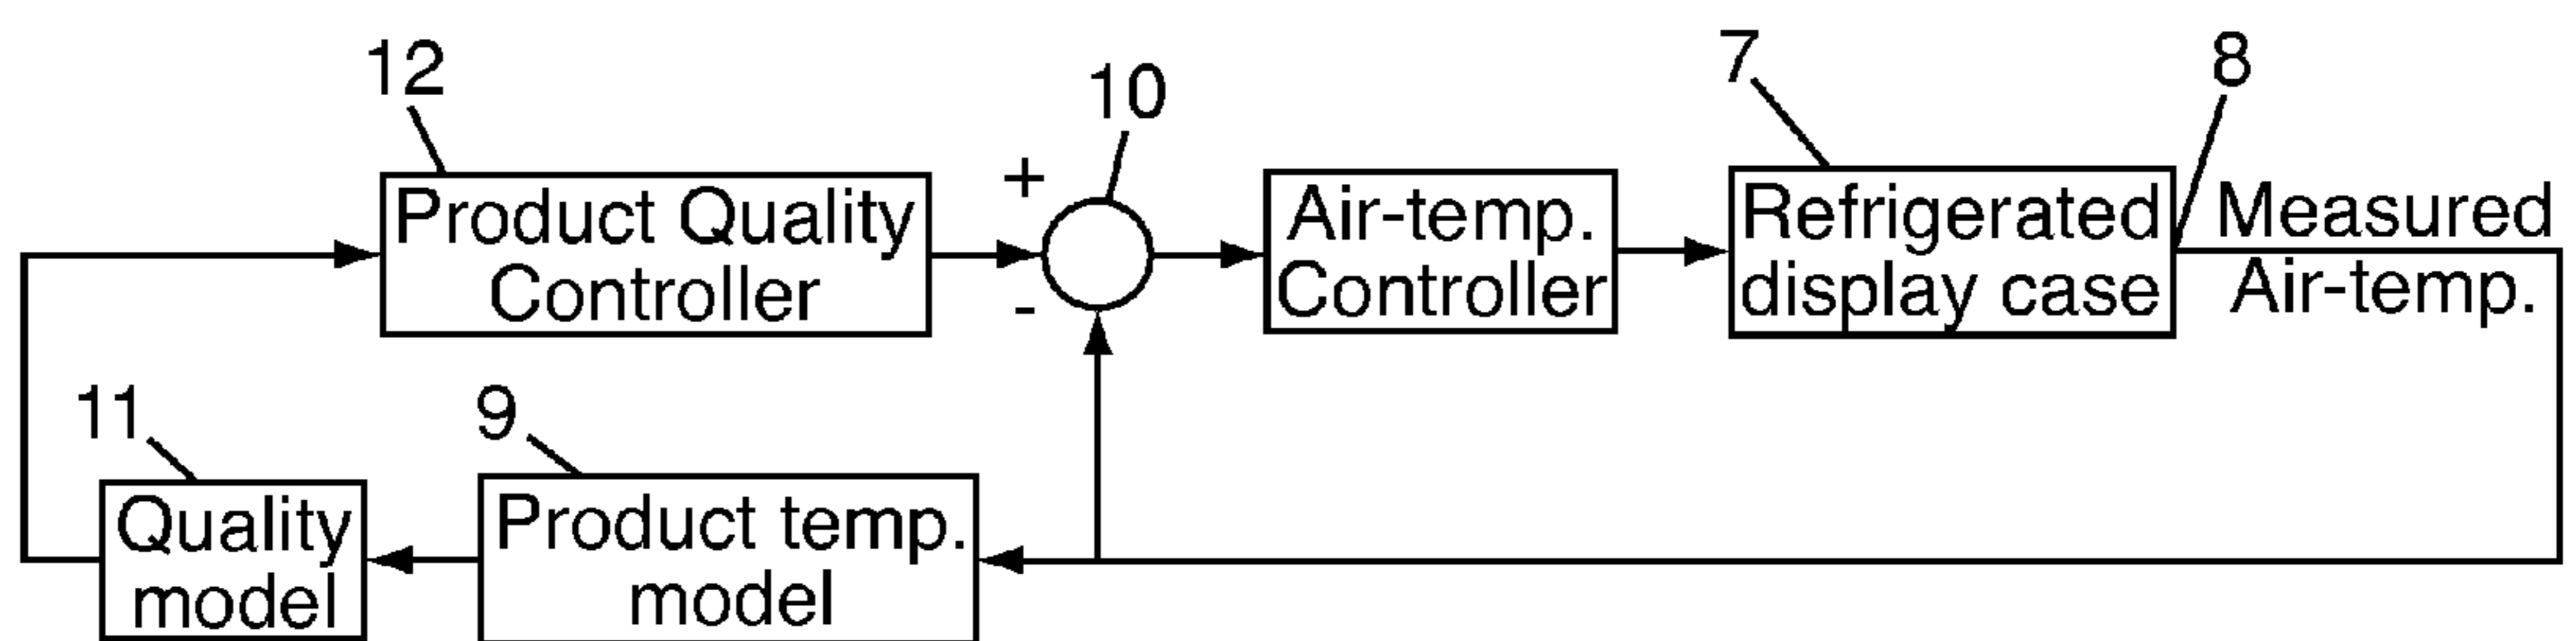 12
10
7
8
+
Product Quality
Controller
Air-temp.
Controller
Refrigerated
display case
Measured
Air-temp.
-
11
9
Quality
model
Product temp.
model